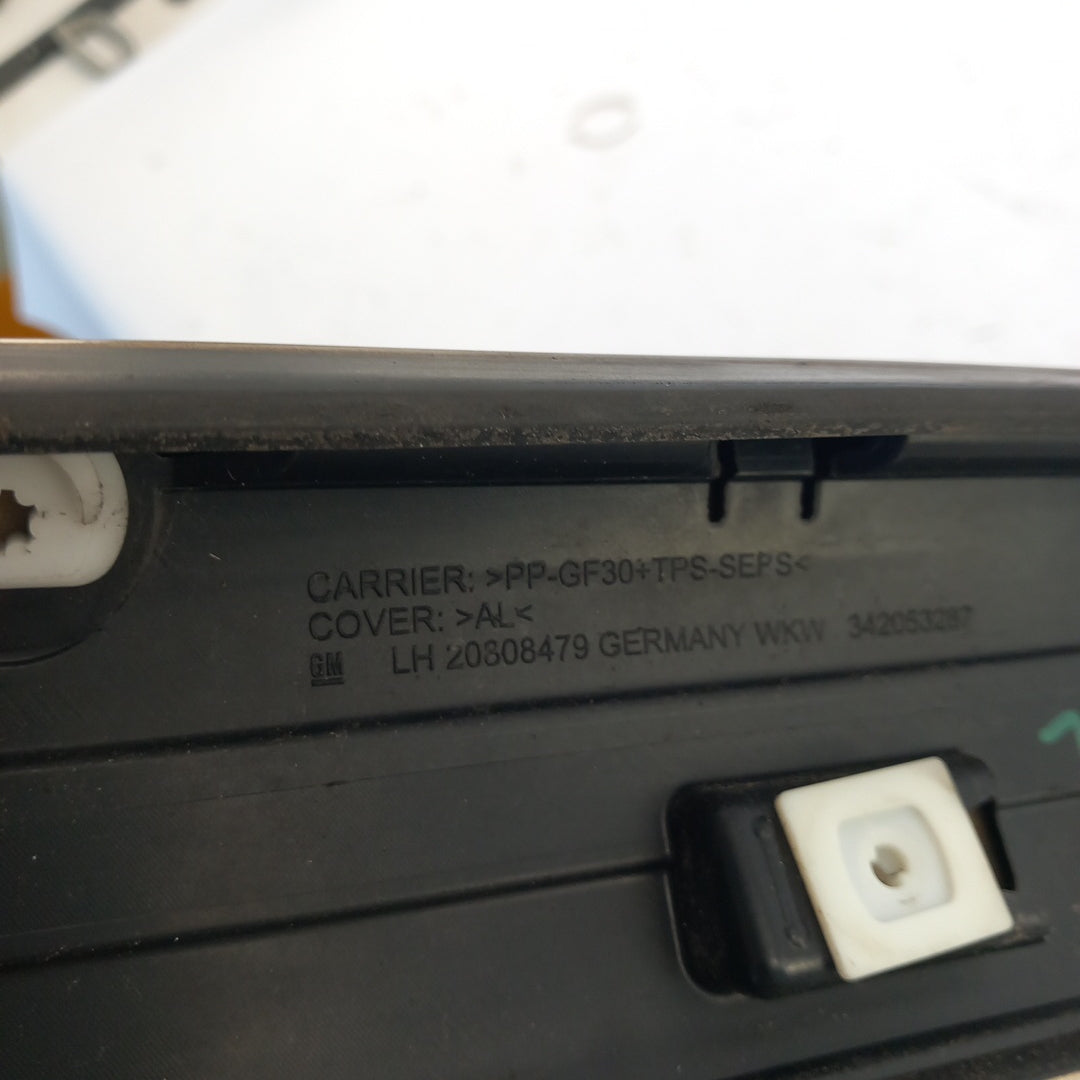 CARRIER: >PP-GF30+TPS-SEPS<
COVER: >AL<
GM LH 20808479 GERMANY WKW 342053287